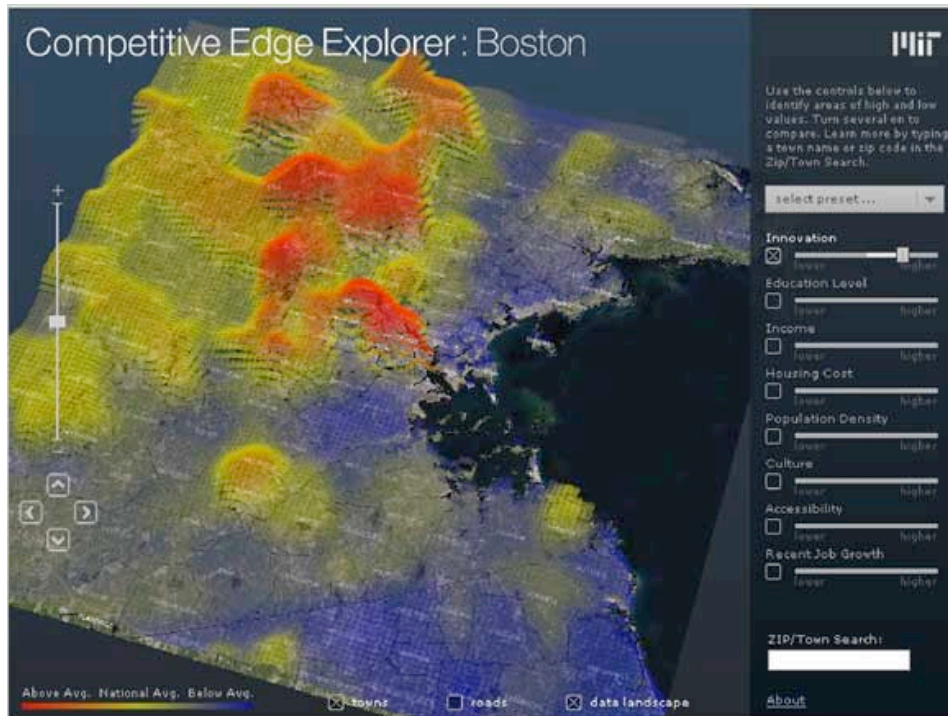 Competitive Edge Explorer : Boston
MIT
Use the controls below to
identify areas of high and low
values. Turn several on to
compare. Learn more by typing
a town name or zip code in the
Zip/Town Search.
select preset ...
Innovation
lower higher
Education Level
lower higher
Income
lower higher
Housing Cost
lower higher
Population Density
lower higher
Culture
lower higher
Accessibility
lower higher
Recent Job Growth
lower higher
ZIP/Town Search:
About
Above Avg. National Avg. Below Avg.
towns
roads
data landscape